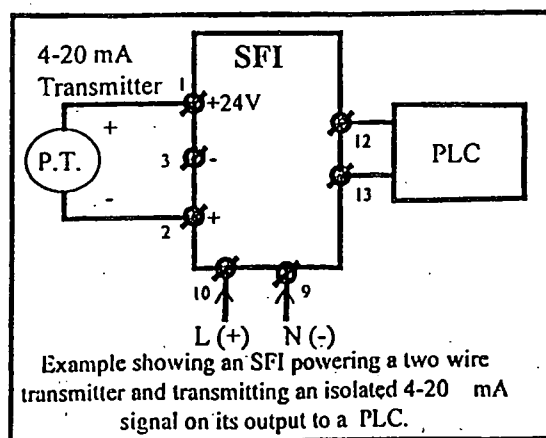 4-20 mA
Transmitter
SFI
1
+24V
+
P.T.
3
-
-
2
+
12
13
PLC
10
9
L (+)
N (-)
Example showing an SFI powering a two wire
transmitter and transmitting an isolated 4-20 mA
signal on its output to a PLC.